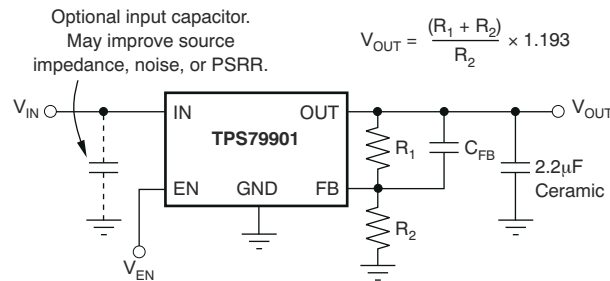 Optional input capacitor.
May improve source
impedance, noise, or PSRR.
V_OUT = (R_1 + R_2) / R_2 × 1.193
V_IN
IN
OUT
V_OUT
TPS79901
R_1
C_FB
2.2μF
Ceramic
EN
GND
FB
R_2
V_EN